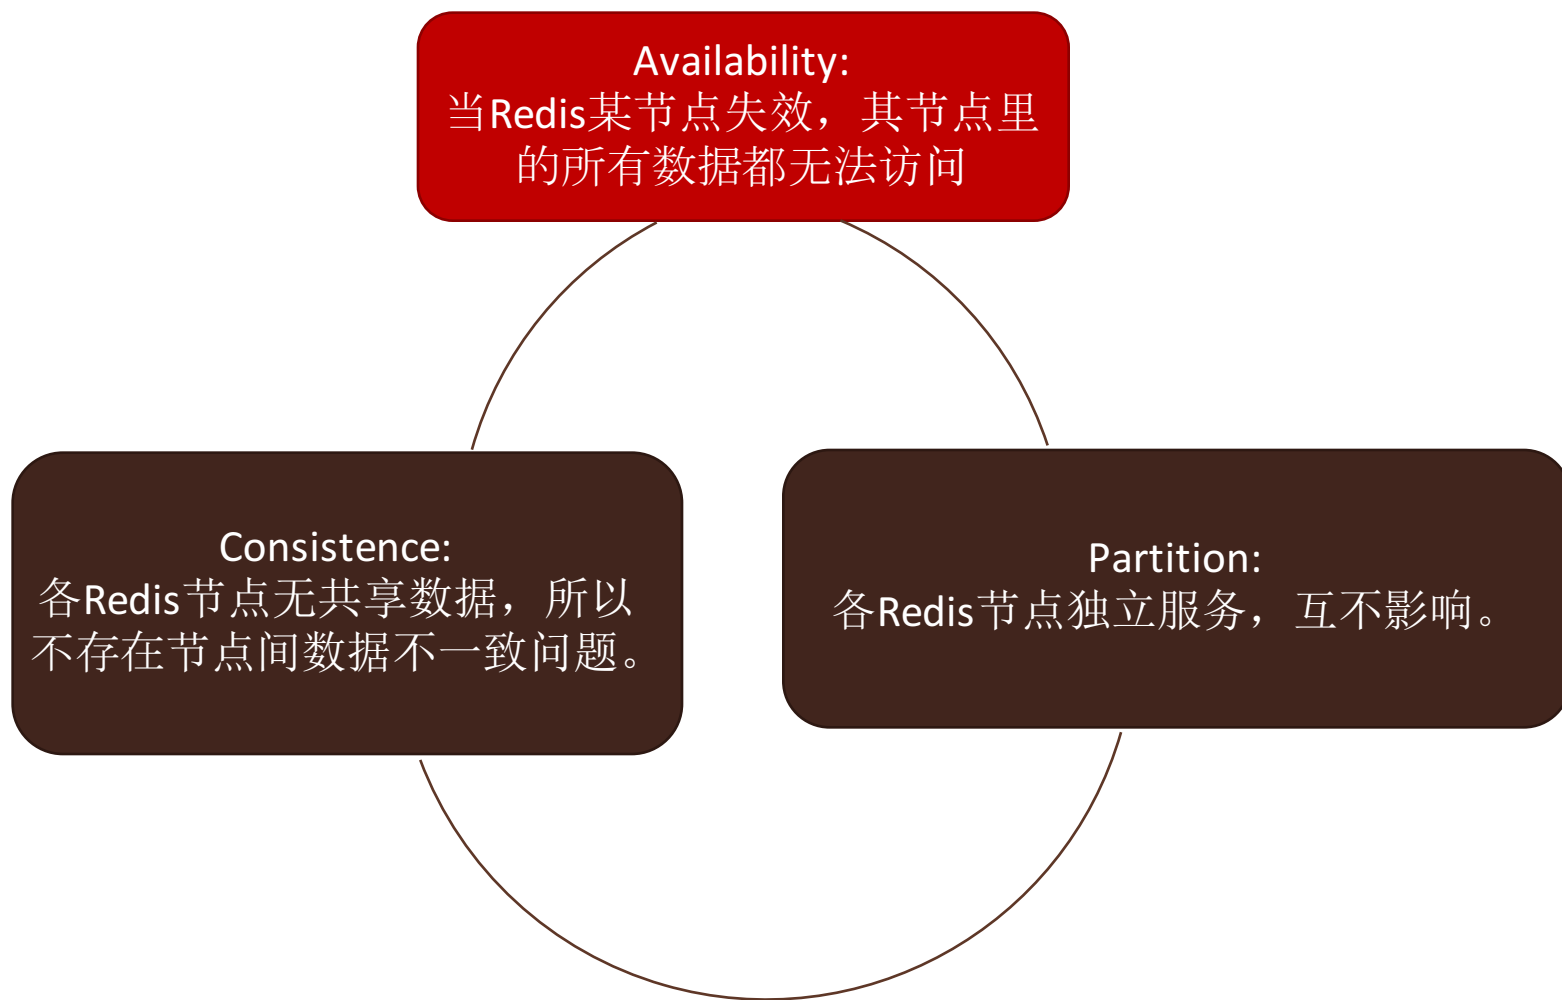 Availability:
当Redis某节点失效，其节点里
的所有数据都无法访问
Consistence:
各Redis节点无共享数据，所以
不存在节点间数据不一致问题。
Partition:
各Redis节点独立服务，互不影响。